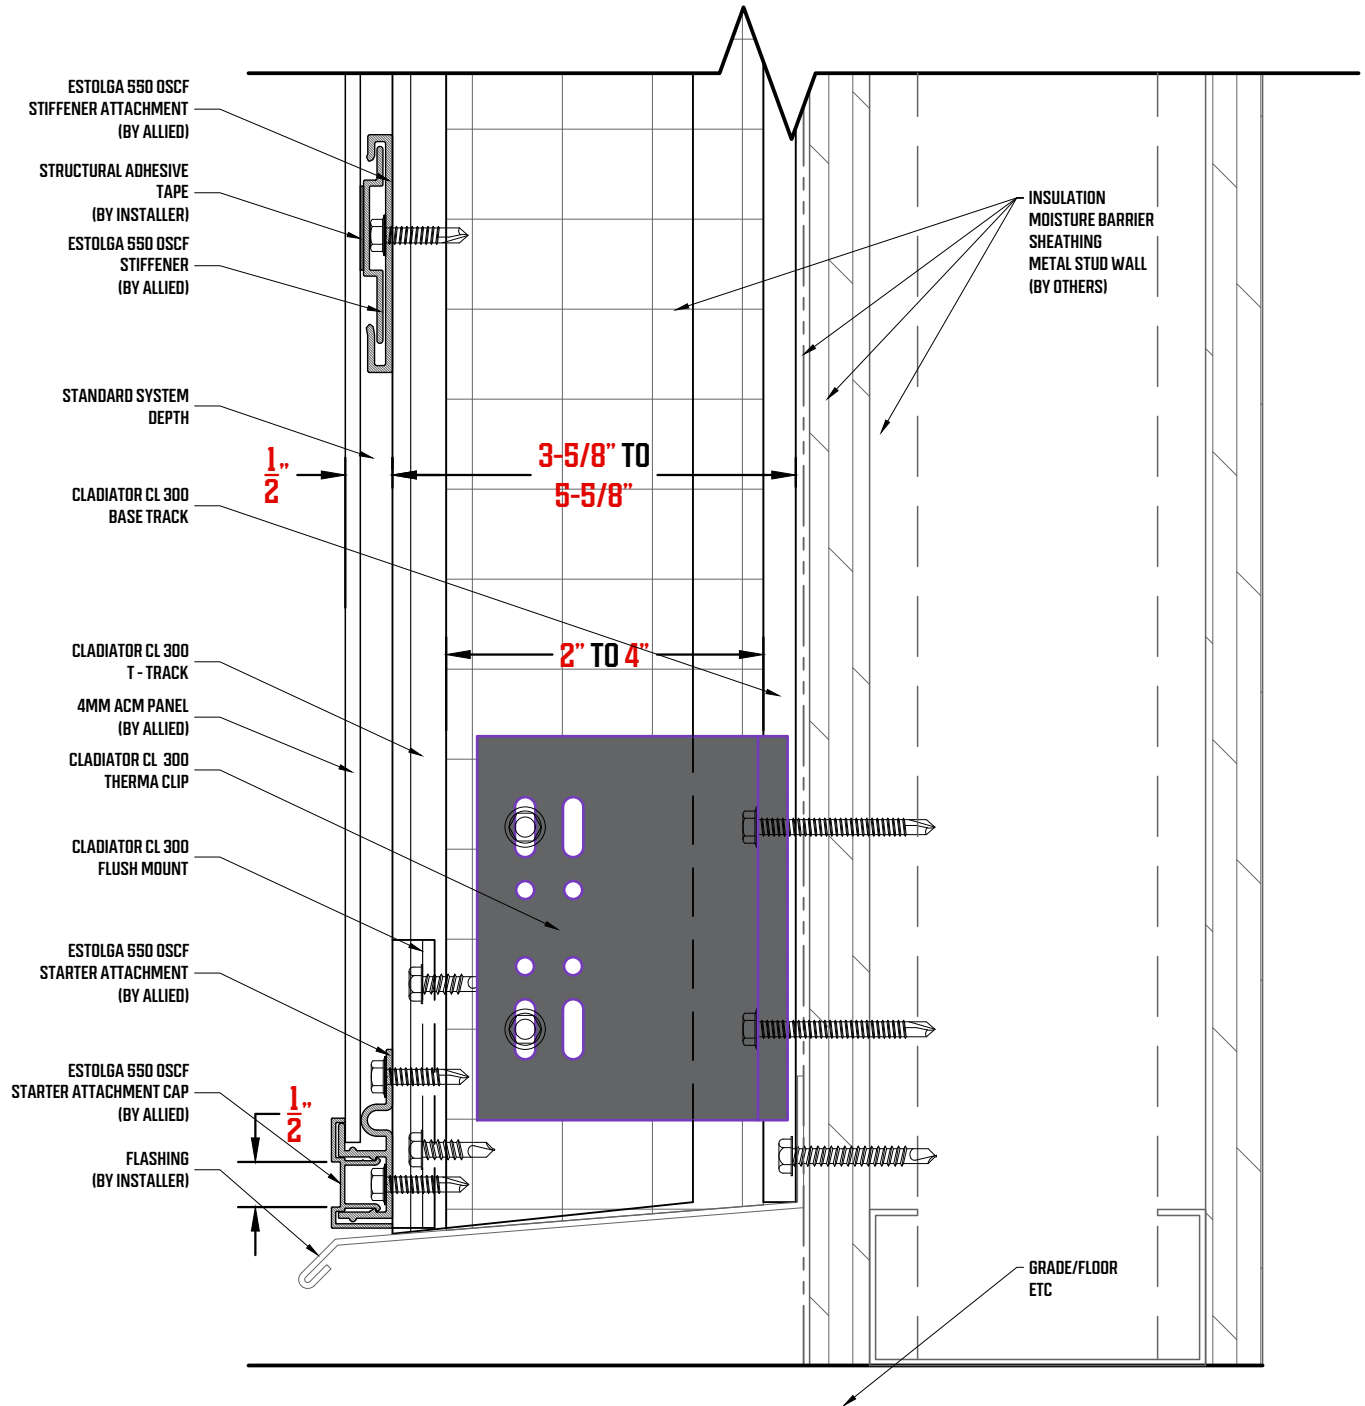 ESTOLGA 550 OSCF
STIFFENER ATTACHMENT
(BY ALLIED)
STRUCTURAL ADHESIVE
TAPE
(BY INSTALLER)
ESTOLGA 550 OSCF
STIFFENER
(BY ALLIED)
INSULATION
MOISTURE BARRIER
SHEATHING
METAL STUD WALL
(BY OTHERS)
STANDARD SYSTEM
DEPTH
1/2"
3-5/8" TO
5-5/8"
CLADIATOR CL 300
BASE TRACK
CLADIATOR CL 300
T - TRACK
2" TO 4"
4MM ACM PANEL
(BY ALLIED)
CLADIATOR CL 300
THERMA CLIP
CLADIATOR CL 300
FLUSH MOUNT
ESTOLGA 550 OSCF
STARTER ATTACHMENT
(BY ALLIED)
ESTOLGA 550 OSCF
STARTER ATTACHMENT CAP
(BY ALLIED)
1/2"
FLASHING
(BY INSTALLER)
GRADE/FLOOR
ETC